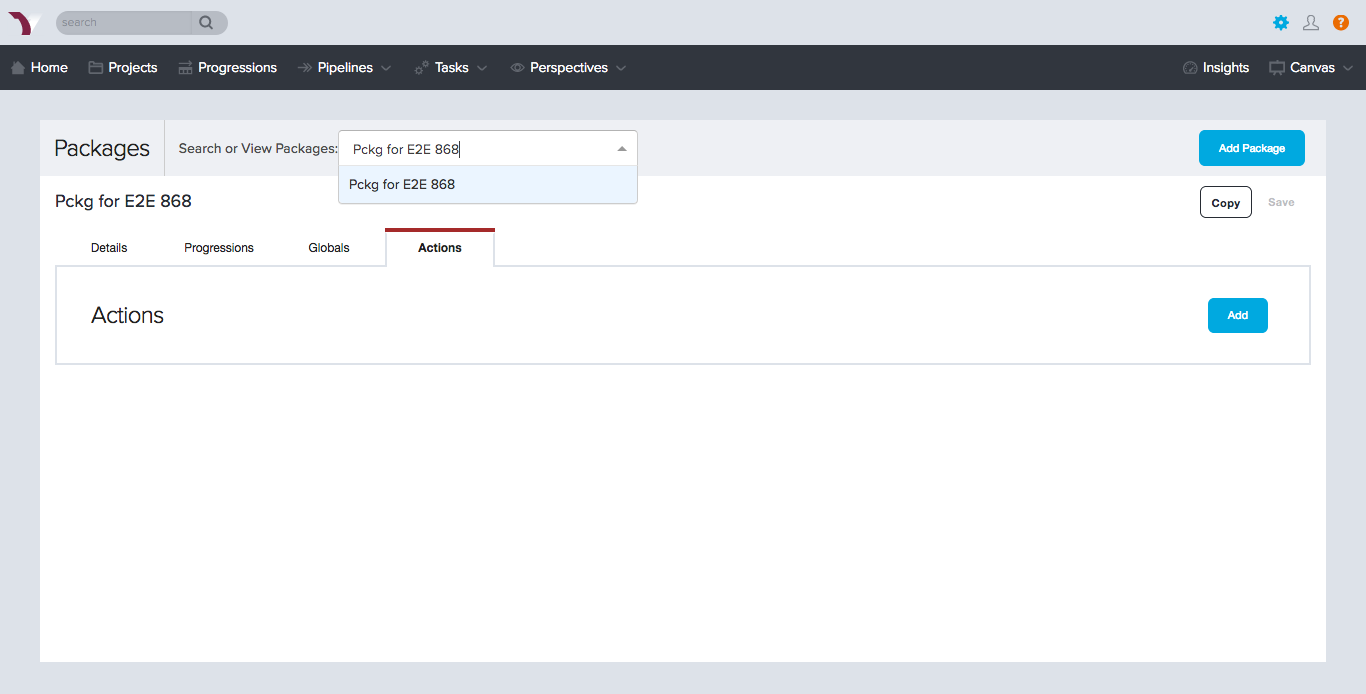 search
?
Home Projects Progressions Pipelines Tasks Perspectives Insights Canvas
Packages Search or View Packages: Pckg for E2E 868 Add Package
Pckg for E2E 868
Pckg for E2E 868 Copy Save
Details Progressions Globals Actions
Actions Add